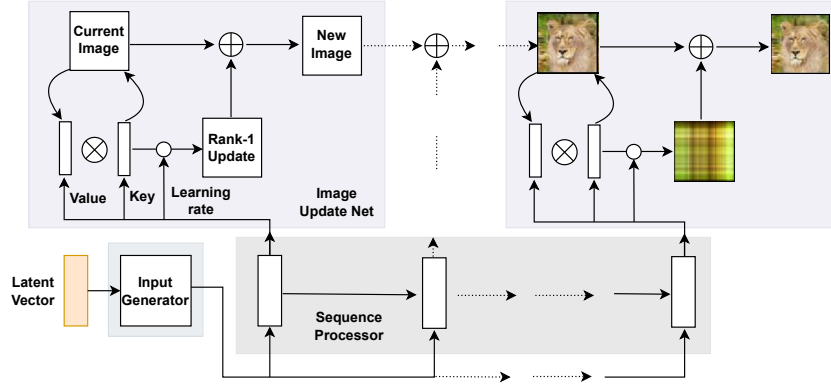 Current
Image
New
Image
Rank-1
Update
Value
Key
Learning
rate
Image
Update Net
Latent
Vector
Input
Generator
Sequence
Processor